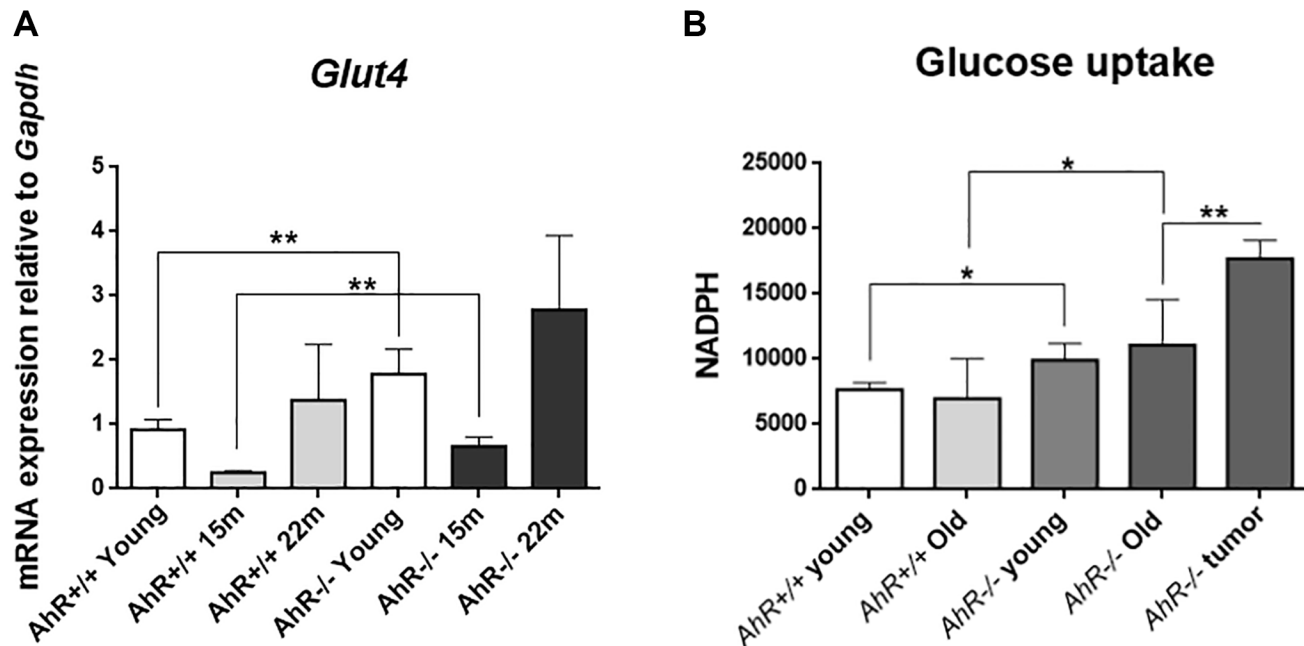 A
Glut4
mRNA expression relative to Gapdh
5
4
3
2
1
0
**
**
AhR+/+ Young
AhR+/+ 15m
AhR+/+ 22m
AhR-/- Young
AhR-/- 15m
AhR-/- 22m
B
Glucose uptake
NADPH
25000
20000
15000
10000
5000
0
*
**
*
AhR+/+ young
AhR+/+ Old
AhR-/- young
AhR-/- Old
AhR-/- tumor